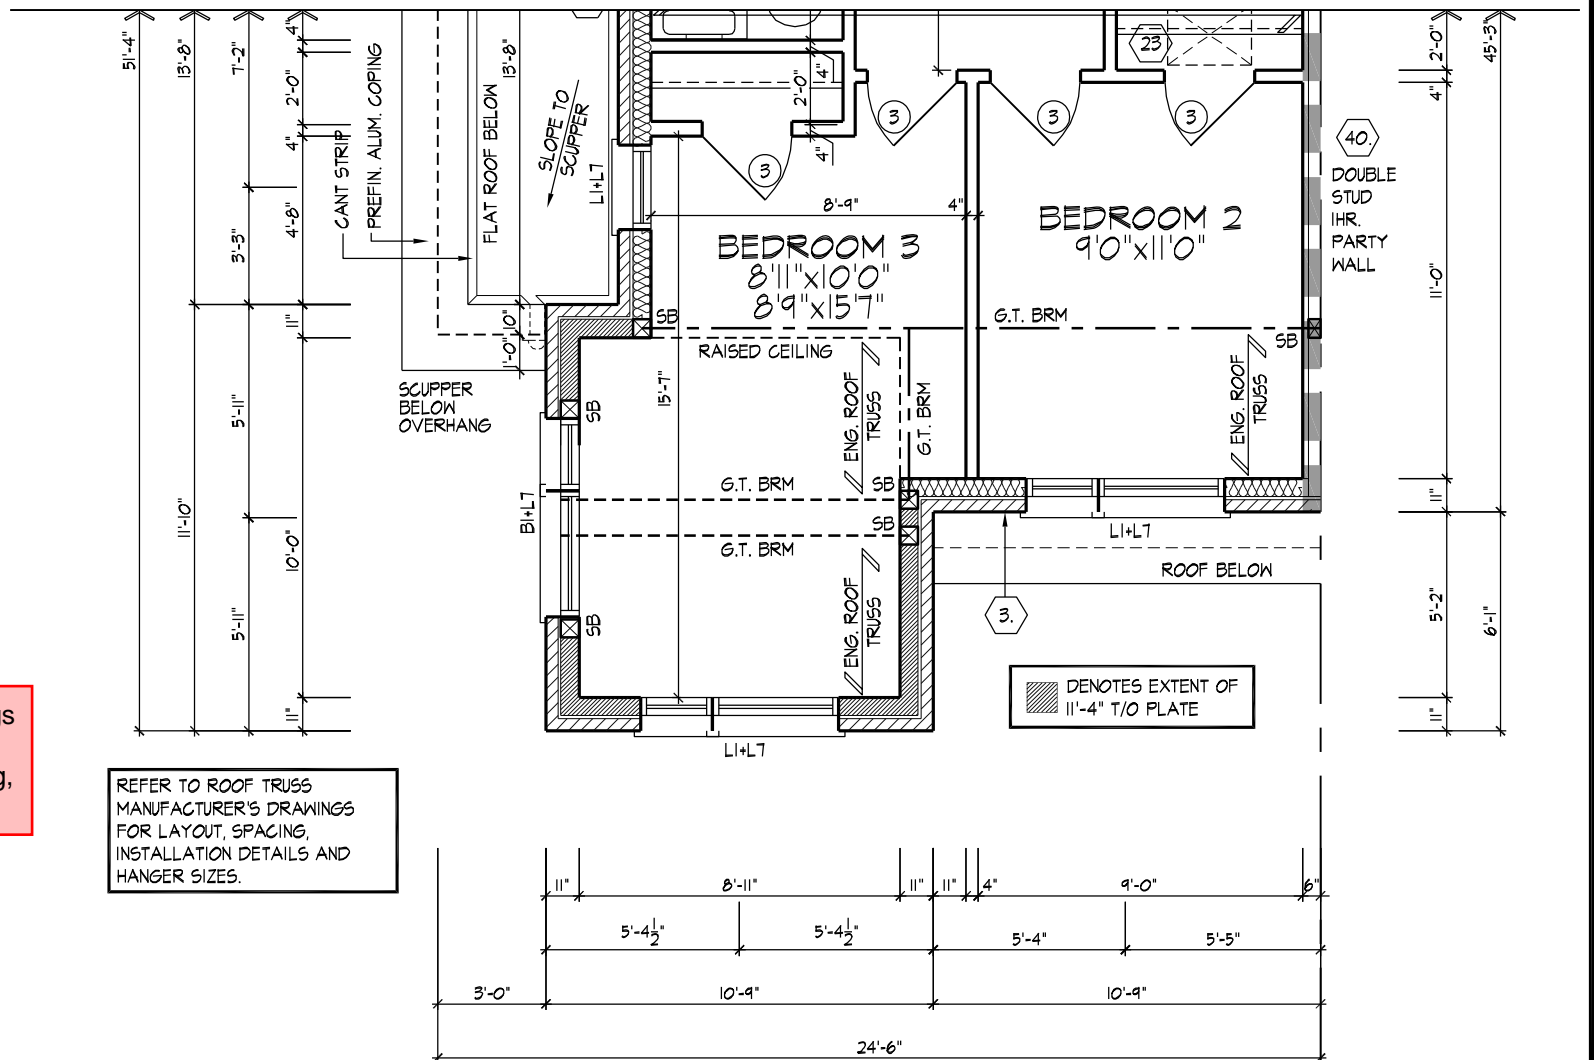 51'-4"
13'-8"
7'-2"
4"
2'-0"
4"
4'-8"
3'-3"
11"
CANT STRIP
PREFIN. ALUM. COPING
FLAT ROOF BELOW
13'-8"
SLOPE TO
SCUPPER
L1+L7
10"
1'-0"
2'-0"
4"
4"
23
3
3
3
3
40.
DOUBLE
STUD
1HR.
PARTY
WALL
2'-0"
4"
45'-3"
11'-0"
8'-9"
4"
BEDROOM 3
8'11"x10'0"
8'9"x15'7"
BEDROOM 2
9'0"x11'0"
SB
G.T. BRM
SB
RAISED CEILING
SCUPPER
BELOW
OVERHANG
5'-11"
11'-10"
10'-0"
5'-11"
11"
15'-7"
SB
ENG. ROOF
TRUSS
G.T. BRM
ENG. ROOF
TRUSS
G.T. BRM
SB
B1+L7
SB
G.T. BRM
SB
ENG. ROOF
TRUSS
L1+L7
ROOF BELOW
3.
11"
5'-2"
6'-1"
11"
DENOTES EXTENT OF
11'-4" T/O PLATE
L1+L7
gs
g,
REFER TO ROOF TRUSS
MANUFACTURER'S DRAWINGS
FOR LAYOUT, SPACING,
INSTALLATION DETAILS AND
HANGER SIZES.
11" 8'-11" 11" 11" 4" 9'-0" 6"
5'-4½" 5'-4½" 5'-4" 5'-5"
3'-0" 10'-9" 10'-9"
24'-6"